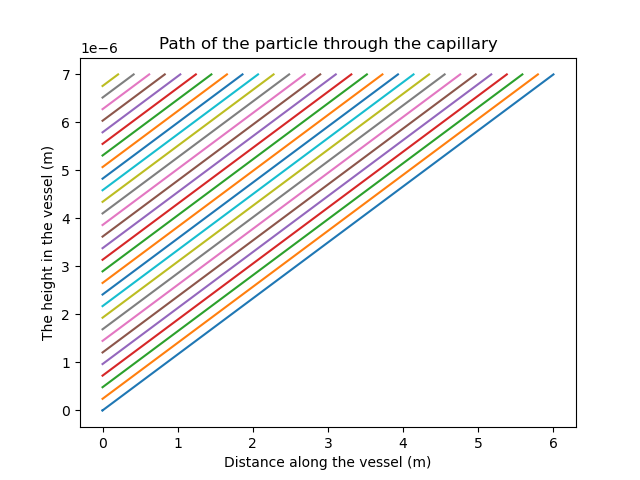 Path of the particle through the capillary
1e−6
7
6
5
4
3
2
1
0
The height in the vessel (m)
0 1 2 3 4 5 6
Distance along the vessel (m)